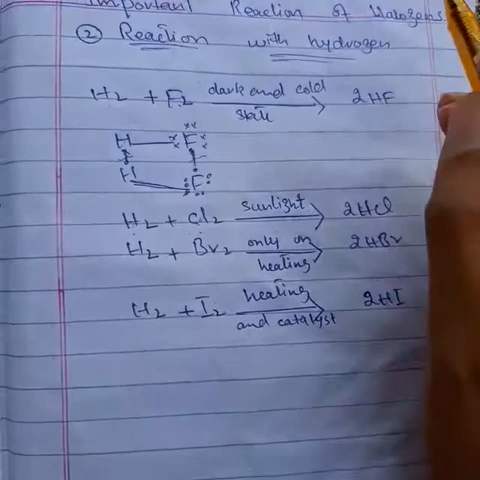 Important Reaction of Halogens
② Reaction with hydrogen
H2 + F2 dark and cold state → 2HF
H — F
H F
H2 + Cl2 sunlight → 2HCl
H2 + Br2 only on heating → 2HBr
H2 + I2 heating and catalyst → 2HI